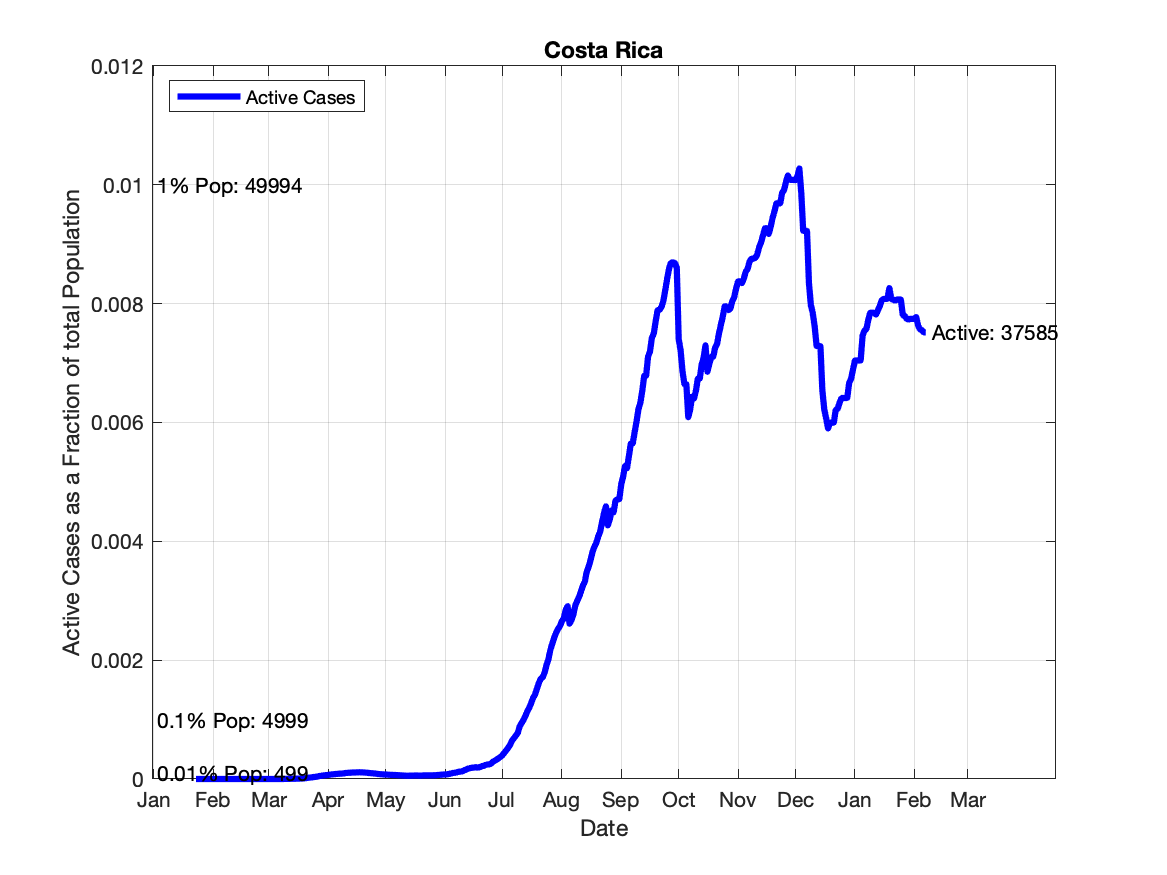 Costa Rica
0.012
Active Cases
0.01
1% Pop: 49994
0.008
Active: 37585
0.006
0.004
0.002
0.1% Pop: 4999
0
0.01% Pop: 499
Jan Feb Mar Apr May Jun Jul Aug Sep Oct Nov Dec Jan Feb Mar
Date
Active Cases as a Fraction of total Population